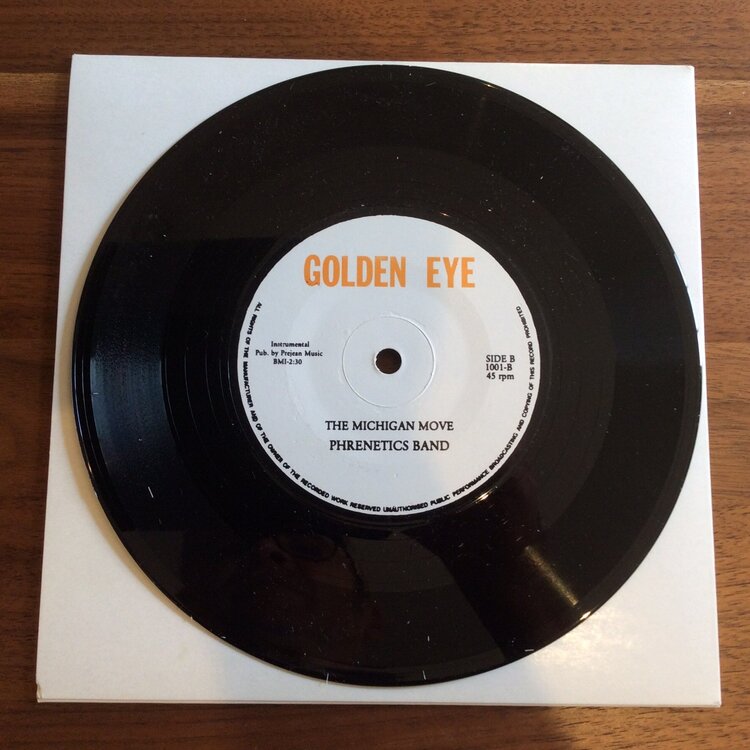 GOLDEN EYE
Instrumental
Pub. by Prejean Music
BMI-2:30
SIDE B
1001-B
45 rpm
THE MICHIGAN MOVE
PHRENETICS BAND
ALL RIGHTS OF THE MANUFACTURER AND OF THE OWNER OF THE RECORDED WORK RESERVED UNAUTHORISED PUBLIC PERFORMANCE BROADCASTING AND COPYING OF THIS RECORD PROHIBITED